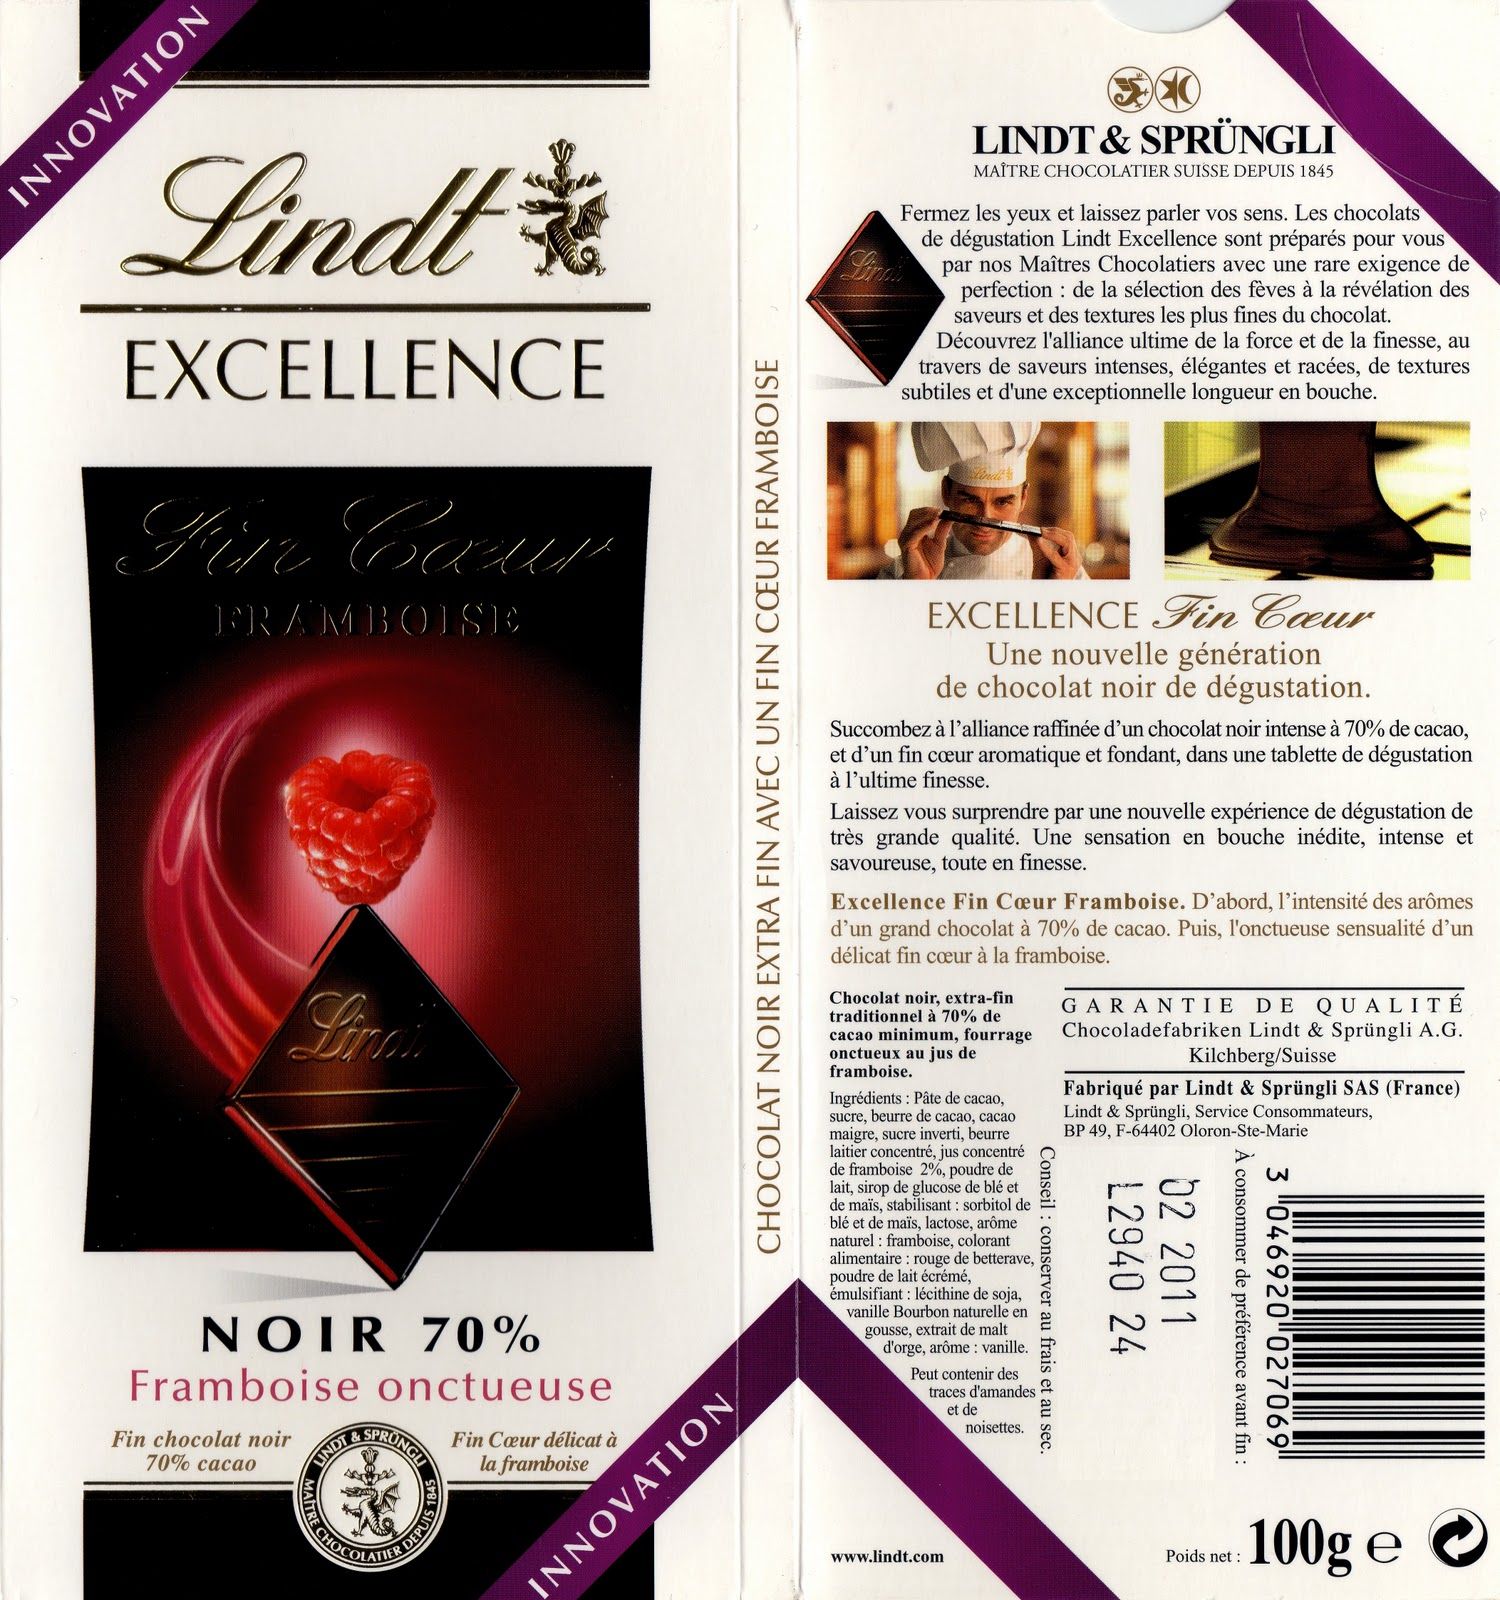 INNOVATION
Lindt
EXCELLENCE
Fin Cœur
FRAMBOISE
Lindt
NOIR 70%
Framboise onctueuse
Fin chocolat noir
70% cacao
Fin Cœur délicat à
la framboise
LINDT & SPRÜNGLI
MAÎTRE CHOCOLATIER DEPUIS 1845
INNOVATION
CHOCOLAT NOIR EXTRA FIN AVEC UN FIN CŒUR FRAMBOISE
LINDT & SPRÜNGLI
MAÎTRE CHOCOLATIER SUISSE DEPUIS 1845
Lindt
Fermez les yeux et laissez parler vos sens. Les chocolats
de dégustation Lindt Excellence sont préparés pour vous
par nos Maîtres Chocolatiers avec une rare exigence de
perfection : de la sélection des fèves à la révélation des
saveurs et des textures les plus fines du chocolat.
Découvrez l'alliance ultime de la force et de la finesse, au
travers de saveurs intenses, élégantes et racées, de textures
subtiles et d'une exceptionnelle longueur en bouche.
Lindt
EXCELLENCE Fin Cœur
Une nouvelle génération
de chocolat noir de dégustation.
Succombez à l’alliance raffinée d’un chocolat noir intense à 70% de cacao,
et d’un fin cœur aromatique et fondant, dans une tablette de dégustation
à l’ultime finesse.
Laissez vous surprendre par une nouvelle expérience de dégustation de
très grande qualité. Une sensation en bouche inédite, intense et
savoureuse, toute en finesse.
Excellence Fin Cœur Framboise. D’abord, l’intensité des arômes
d’un grand chocolat à 70% de cacao. Puis, l'onctueuse sensualité d’un
délicat fin cœur à la framboise.
Chocolat noir, extra-fin
traditionnel à 70% de
cacao minimum, fourrage
onctueux au jus de
framboise.
Ingrédients : Pâte de cacao,
sucre, beurre de cacao, cacao
maigre, sucre inverti, beurre
laitier concentré, jus concentré
de framboise 2%, poudre de
lait, sirop de glucose de blé et
de maïs, stabilisant : sorbitol de
blé et de maïs, lactose, arôme
naturel : framboise, colorant
alimentaire : rouge de betterave,
poudre de lait écrémé,
émulsifiant : lécithine de soja,
vanille Bourbon naturelle en
gousse, extrait de malt
d'orge, arôme : vanille.
Peut contenir des
traces d'amandes
et de
noisettes.
Conseil : conserver au frais et au sec.
GARANTIE DE QUALITÉ
Chocoladefabriken Lindt & Sprüngli A.G.
Kilchberg/Suisse
Fabriqué par Lindt & Sprüngli SAS (France)
Lindt & Sprüngli, Service Consommateurs,
BP 49, F-64402 Oloron-Ste-Marie
À consommer de préférence avant fin :
02 2011
L2940 24
3 046920 027069
www.lindt.com
Poids net : 100g e